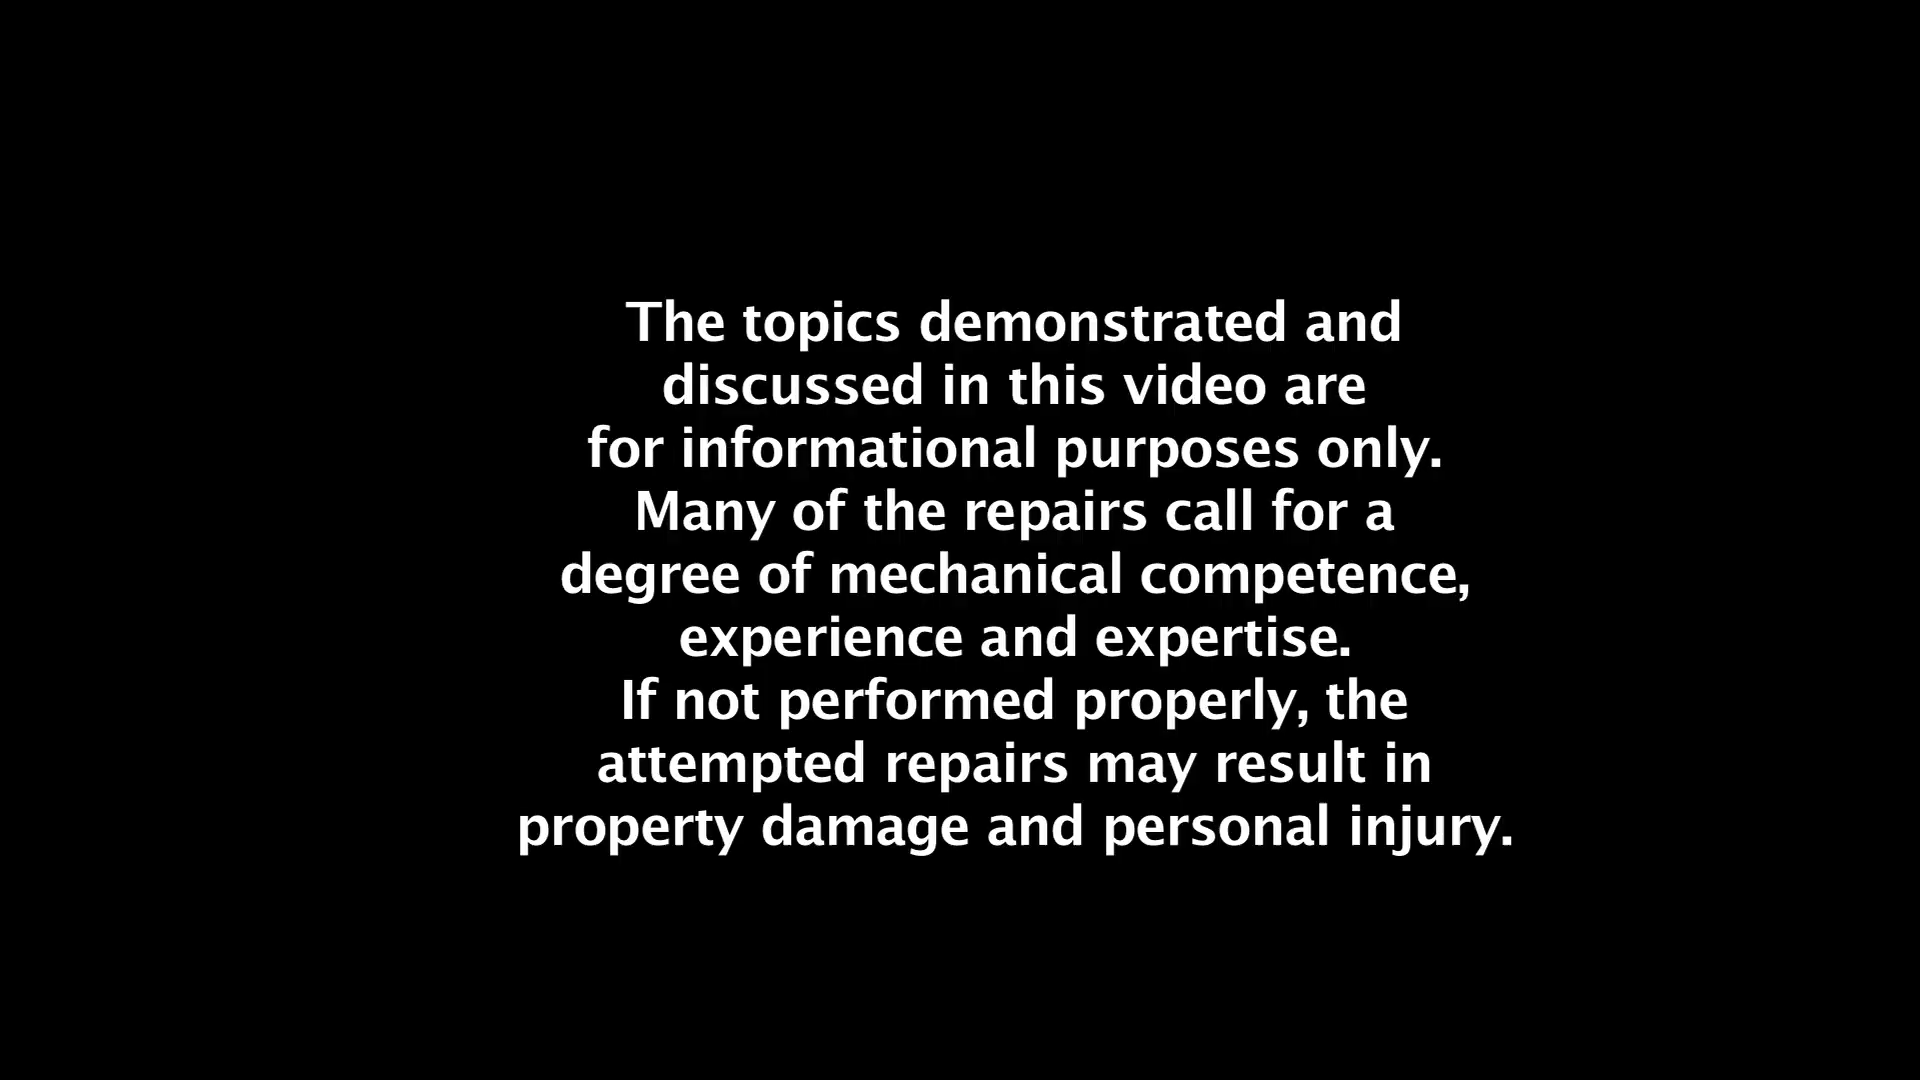 The topics demonstrated and
discussed in this video are
for informational purposes only.
Many of the repairs call for a
degree of mechanical competence,
experience and expertise.
If not performed properly, the
attempted repairs may result in
property damage and personal injury.